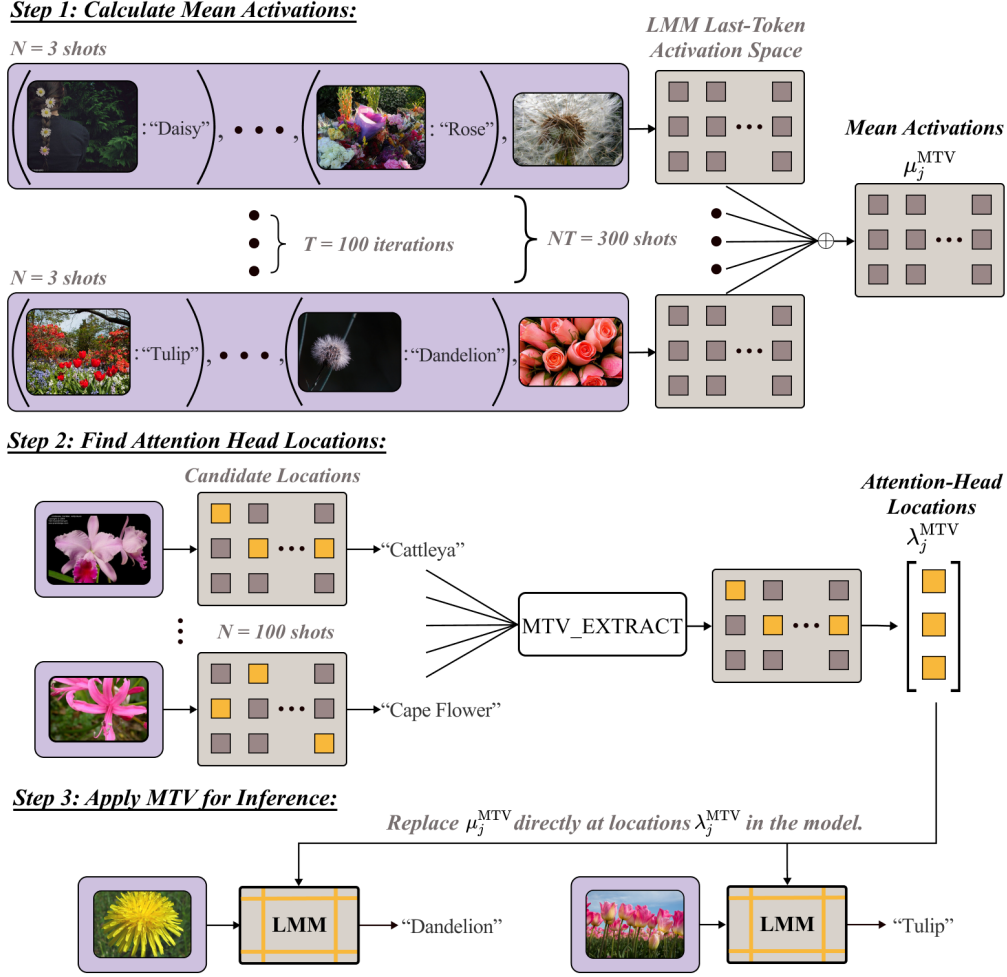 Step 1: Calculate Mean Activations:
N = 3 shots
LMM Last-Token
Activation Space
:“Daisy”
:“Rose”
Mean Activations
μ_j^MTV
T = 100 iterations
NT = 300 shots
N = 3 shots
:“Tulip”
:“Dandelion”
Step 2: Find Attention Head Locations:
Candidate Locations
Attention-Head
Locations
λ_j^MTV
“Cattleya”
N = 100 shots
MTV_EXTRACT
“Cape Flower”
Step 3: Apply MTV for Inference:
Replace μ_j^MTV directly at locations λ_j^MTV in the model.
LMM
“Dandelion”
LMM
“Tulip”